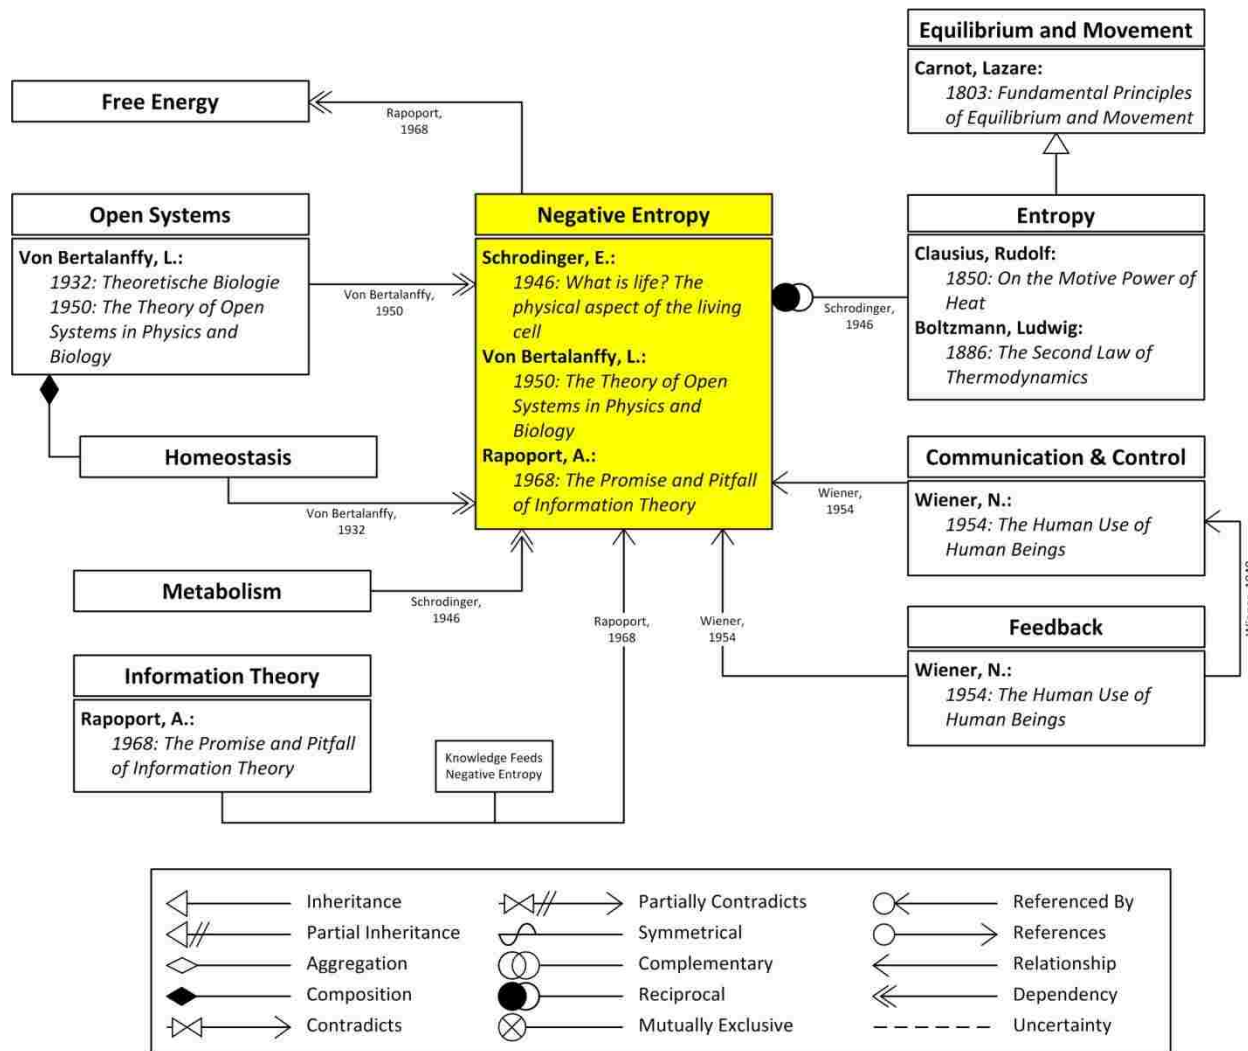 Equilibrium and Movement
Carnot, Lazare:
1803: Fundamental Principles
of Equilibrium and Movement
Free Energy
Rapoport,
1968
Open Systems
Von Bertalanffy, L.:
1932: Theoretische Biologie
1950: The Theory of Open
Systems in Physics and
Biology
Von Bertalanffy,
1950
Negative Entropy
Schrodinger, E.:
1946: What is life? The
physical aspect of the living
cell
Von Bertalanffy, L.:
1950: The Theory of Open
Systems in Physics and
Biology
Rapoport, A.:
1968: The Promise and Pitfall
of Information Theory
Schrodinger,
1946
Entropy
Clausius, Rudolf:
1850: On the Motive Power of
Heat
Boltzmann, Ludwig:
1886: The Second Law of
Thermodynamics
Homeostasis
Von Bertalanffy,
1932
Wiener,
1954
Communication & Control
Wiener, N.:
1954: The Human Use of
Human Beings
Metabolism
Schrodinger,
1946
Rapoport,
1968
Wiener,
1954
Feedback
Wiener, N.:
1954: The Human Use of
Human Beings
Information Theory
Rapoport, A.:
1968: The Promise and Pitfall
of Information Theory
Knowledge Feeds
Negative Entropy
Inheritance
Partial Inheritance
Aggregation
Composition
Contradicts
Partially Contradicts
Symmetrical
Complementary
Reciprocal
Mutually Exclusive
Referenced By
References
Relationship
Dependency
Uncertainty